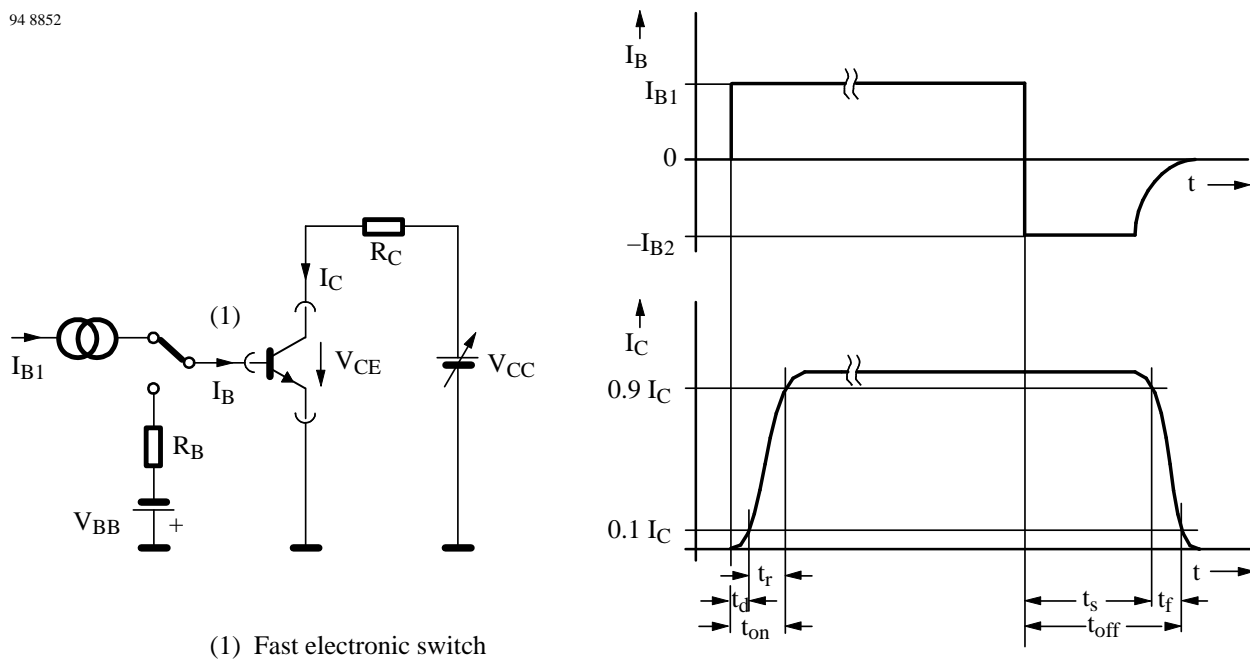 94 8852
I_B
I_B1
0
t
–I_B2
R_C
I_C
(1)
I_B1
I_B
V_CE
V_CC
R_B
V_BB
+
I_C
0.9 I_C
0.1 I_C
t
t_r
t_d
t_s
t_f
t_on
t_off
(1) Fast electronic switch